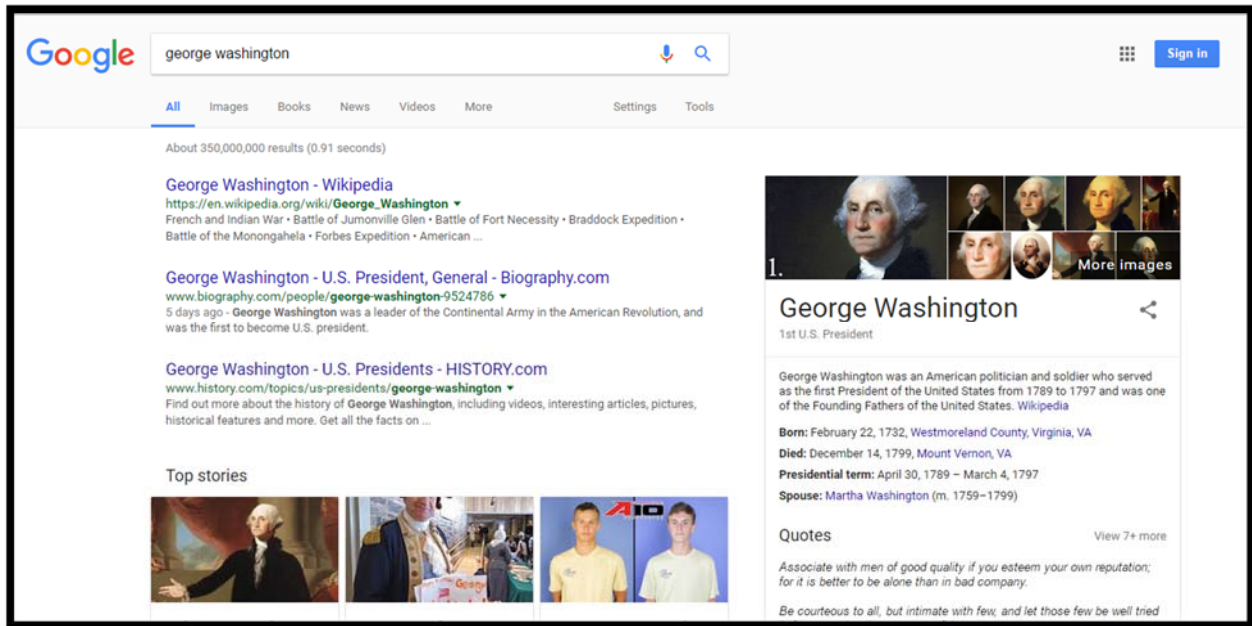 Google
george washington
Sign in
All Images Books News Videos More Settings Tools
About 350,000,000 results (0.91 seconds)
George Washington - Wikipedia
https://en.wikipedia.org/wiki/George_Washington
French and Indian War • Battle of Jumonville Glen • Battle of Fort Necessity • Braddock Expedition •
Battle of the Monongahela • Forbes Expedition • American ...
George Washington - U.S. President, General - Biography.com
www.biography.com/people/george-washington-9524786
5 days ago - George Washington was a leader of the Continental Army in the American Revolution, and
was the first to become U.S. president.
George Washington - U.S. Presidents - HISTORY.com
www.history.com/topics/us-presidents/george-washington
Find out more about the history of George Washington, including videos, interesting articles, pictures,
historical features and more. Get all the facts on ...
Top stories
A10
1.
More images
George Washington
1st U.S. President
George Washington was an American politician and soldier who served
as the first President of the United States from 1789 to 1797 and was one
of the Founding Fathers of the United States. Wikipedia
Born: February 22, 1732, Westmoreland County, Virginia, VA
Died: December 14, 1799, Mount Vernon, VA
Presidential term: April 30, 1789 – March 4, 1797
Spouse: Martha Washington (m. 1759–1799)
Quotes
View 7+ more
Associate with men of good quality if you esteem your own reputation;
for it is better to be alone than in bad company.
Be courteous to all, but intimate with few, and let those few be well tried